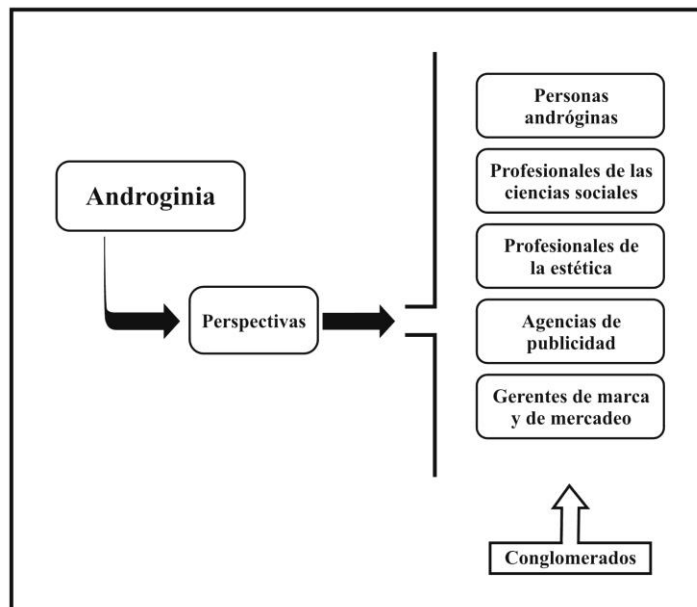 Androginia
Perspectivas
Personas
andróginas
Profesionales de las
ciencias sociales
Profesionales de
la estética
Agencias de
publicidad
Gerentes de marca
y de mercadeo
Conglomerados